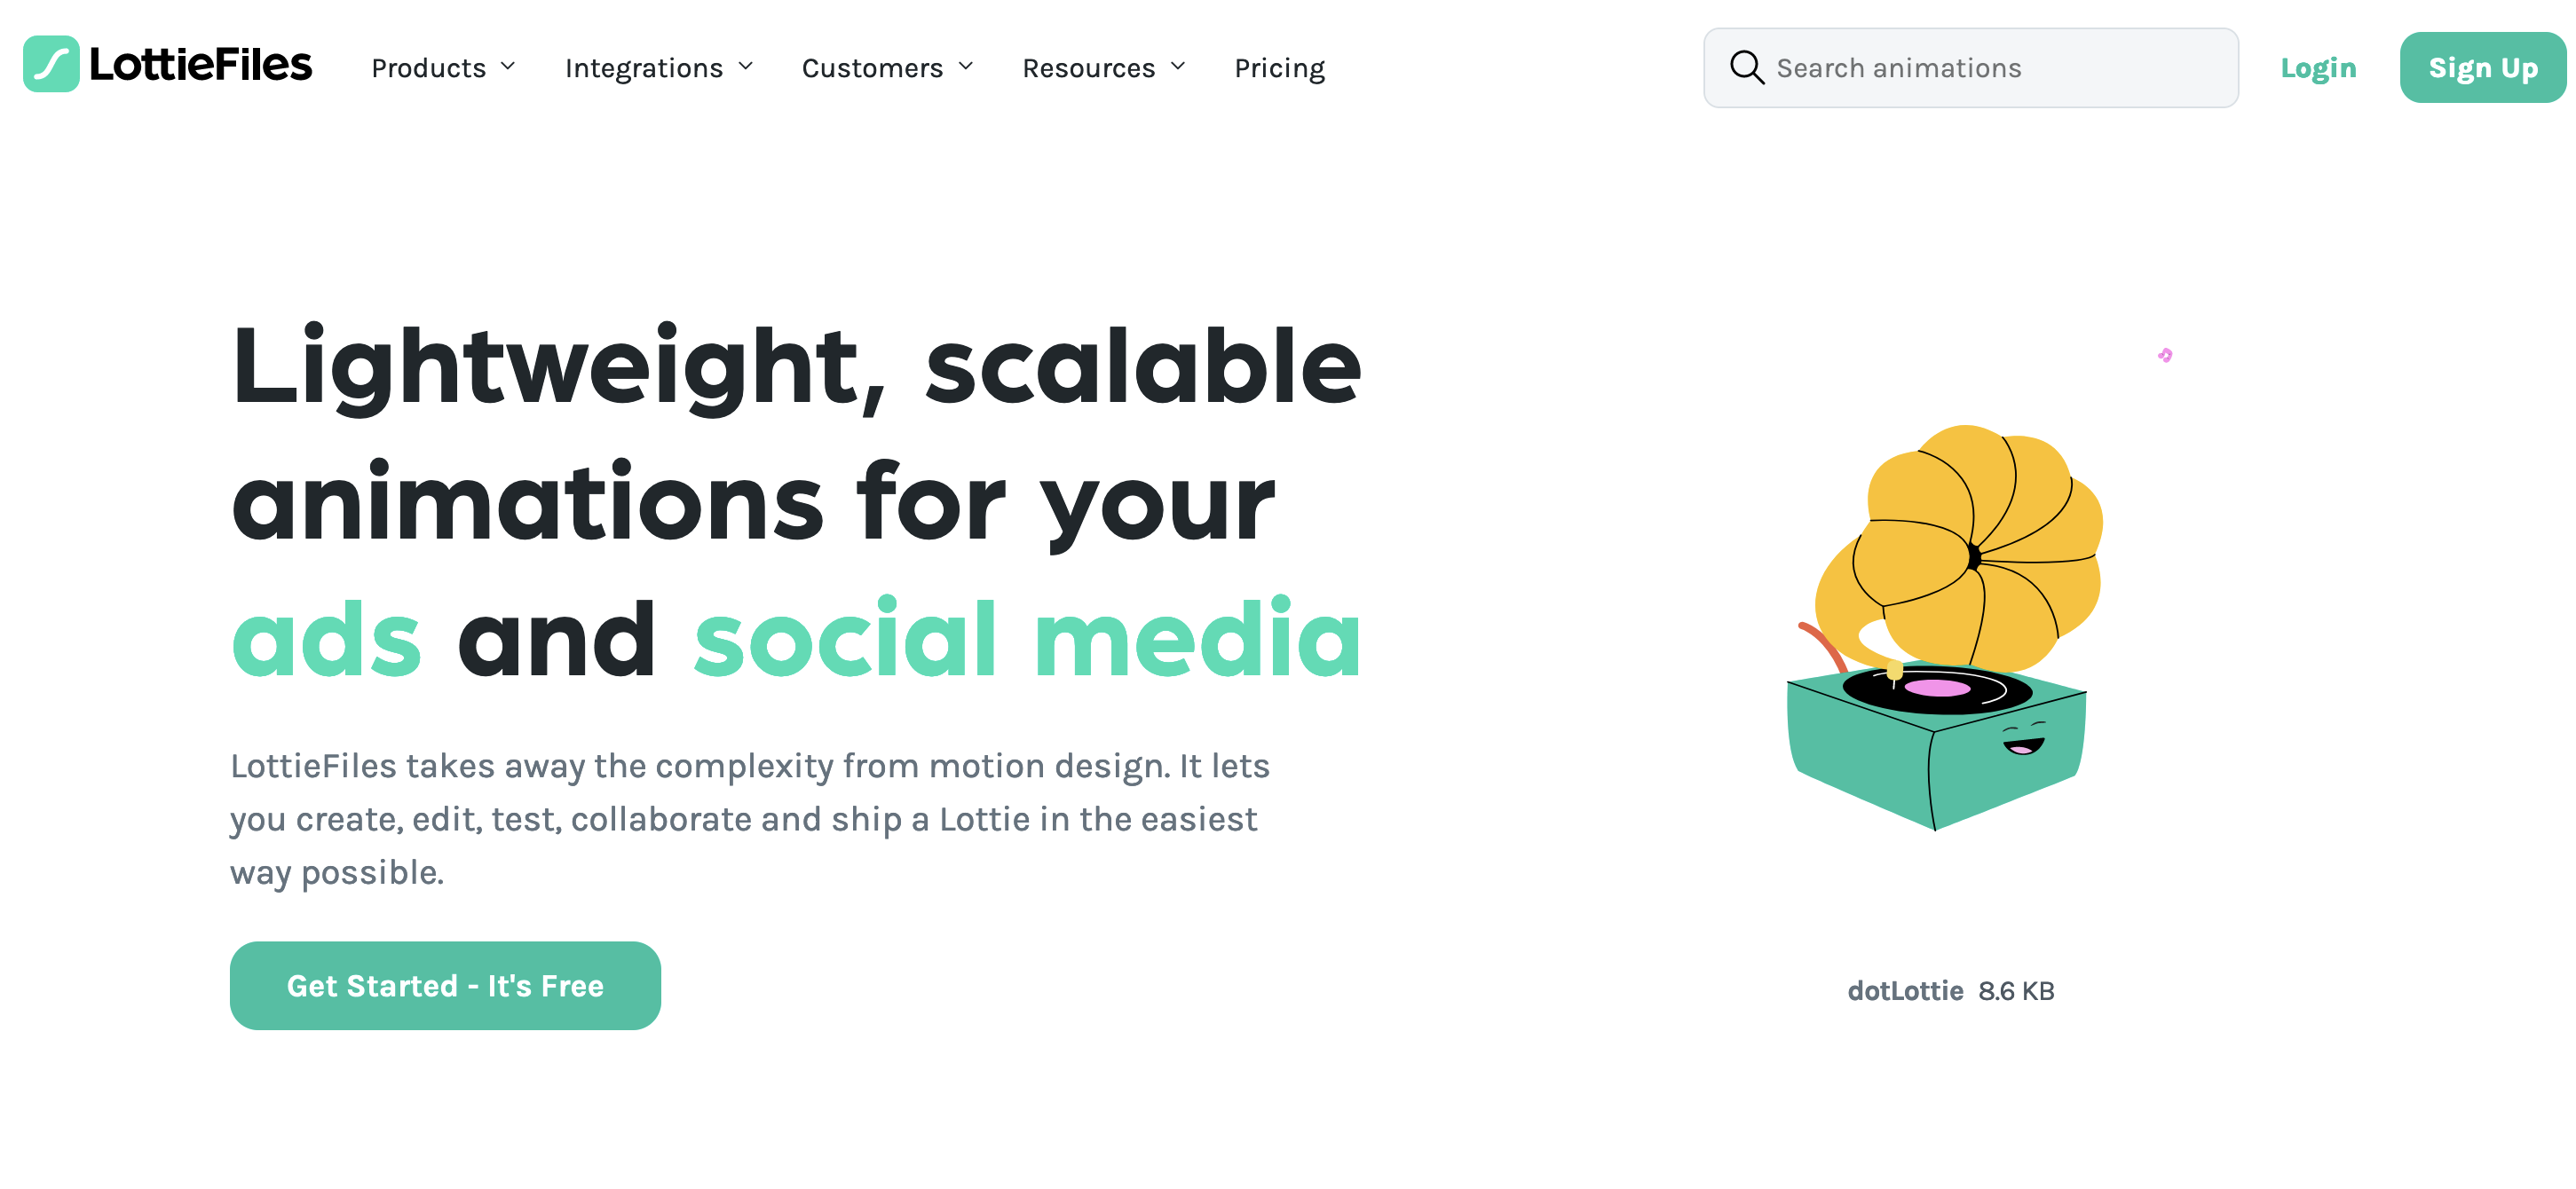 LottieFiles
Products
Integrations
Customers
Resources
Pricing
Search animations
Login
Sign Up
Lightweight, scalable
animations for your
ads and social media
LottieFiles takes away the complexity from motion design. It lets
you create, edit, test, collaborate and ship a Lottie in the easiest
way possible.
Get Started - It's Free
dotLottie 8.6 KB